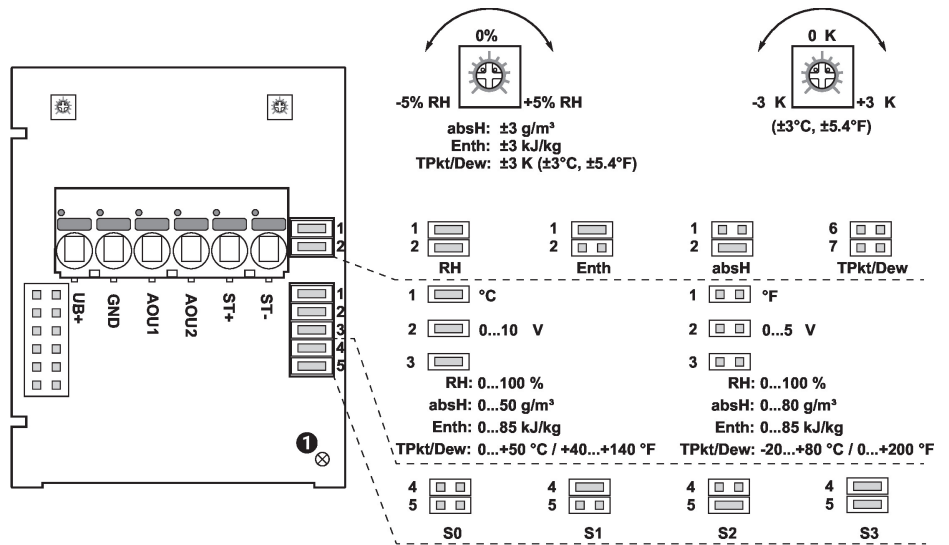 0%
-5% RH +5% RH
absH: ±3 g/m³
Enth: ±3 kJ/kg
TPkt/Dew: ±3 K (±3°C, ±5.4°F)
0 K
-3 K +3 K
(±3°C, ±5.4°F)
1
2
UB+
GND
AOU1
AOU2
ST+
ST-
1
2
3
4
5
1
1
2
RH
1
2
Enth
1
2
absH
6
7
TPkt/Dew
1 °C
2 0...10 V
3
RH: 0...100 %
absH: 0...50 g/m³
Enth: 0...85 kJ/kg
TPkt/Dew: 0...+50 °C / +40...+140 °F
1 °F
2 0...5 V
3
RH: 0...100 %
absH: 0...80 g/m³
Enth: 0...85 kJ/kg
TPkt/Dew: -20...+80 °C / 0...+200 °F
4
5
S0
4
5
S1
4
5
S2
4
5
S3